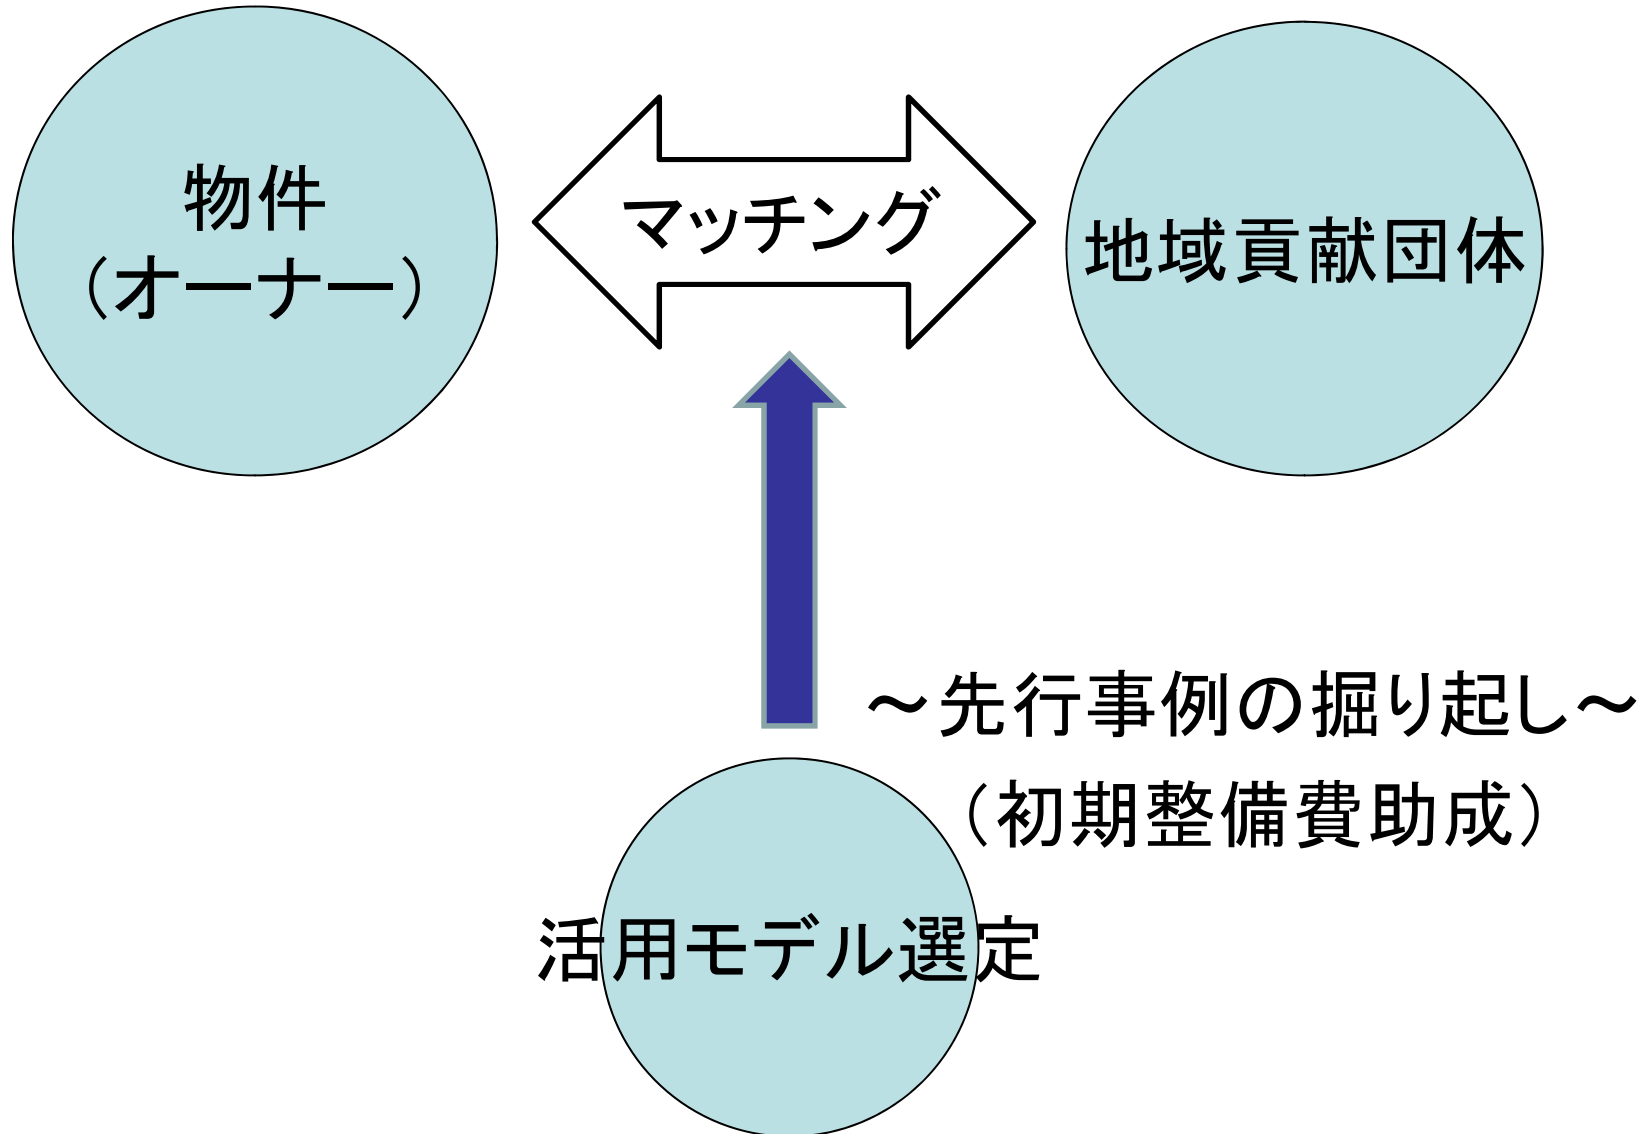 物件
（オーナー）
マッチング
地域貢献団体
～先行事例の掘り起し～
（初期整備費助成）
活用モデル選定